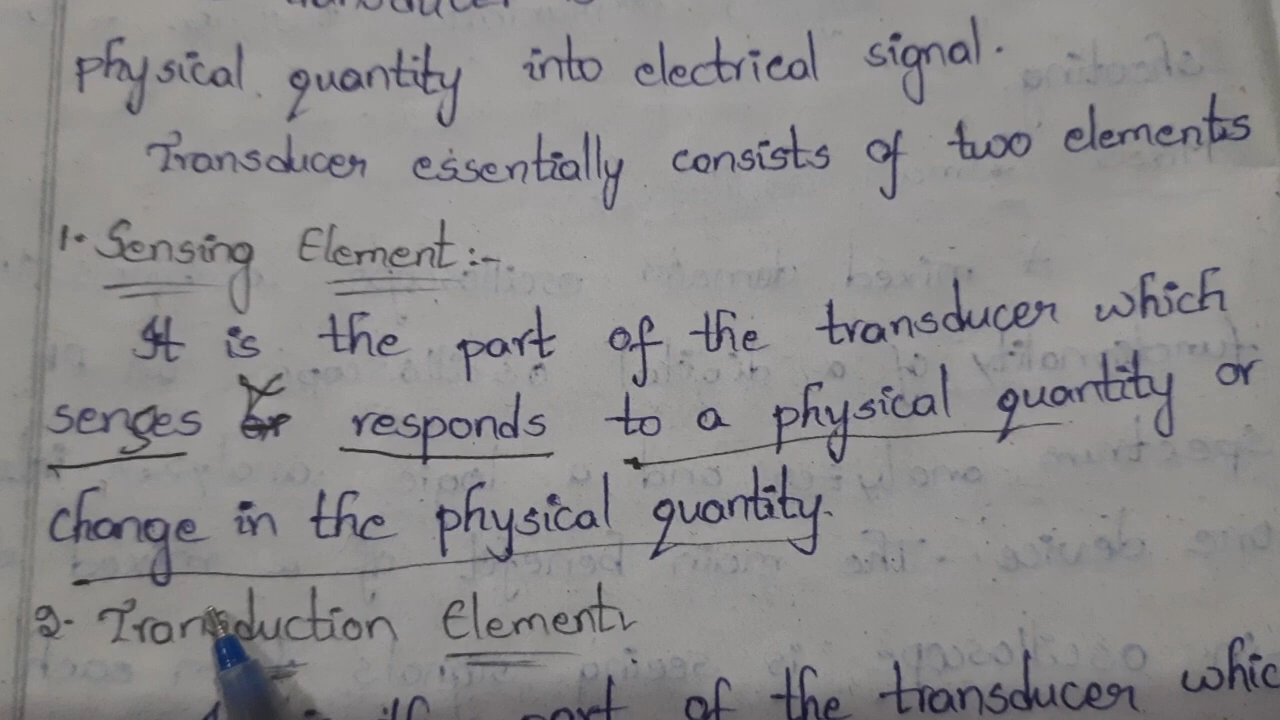 physical quantity into electrical signal.
Transducer essentially consists of two elements
1. Sensing Element:-
It is the part of the transducer which
senses or responds to a physical quantity or
change in the physical quantity.
2. Transduction Element
part of the transducer whic